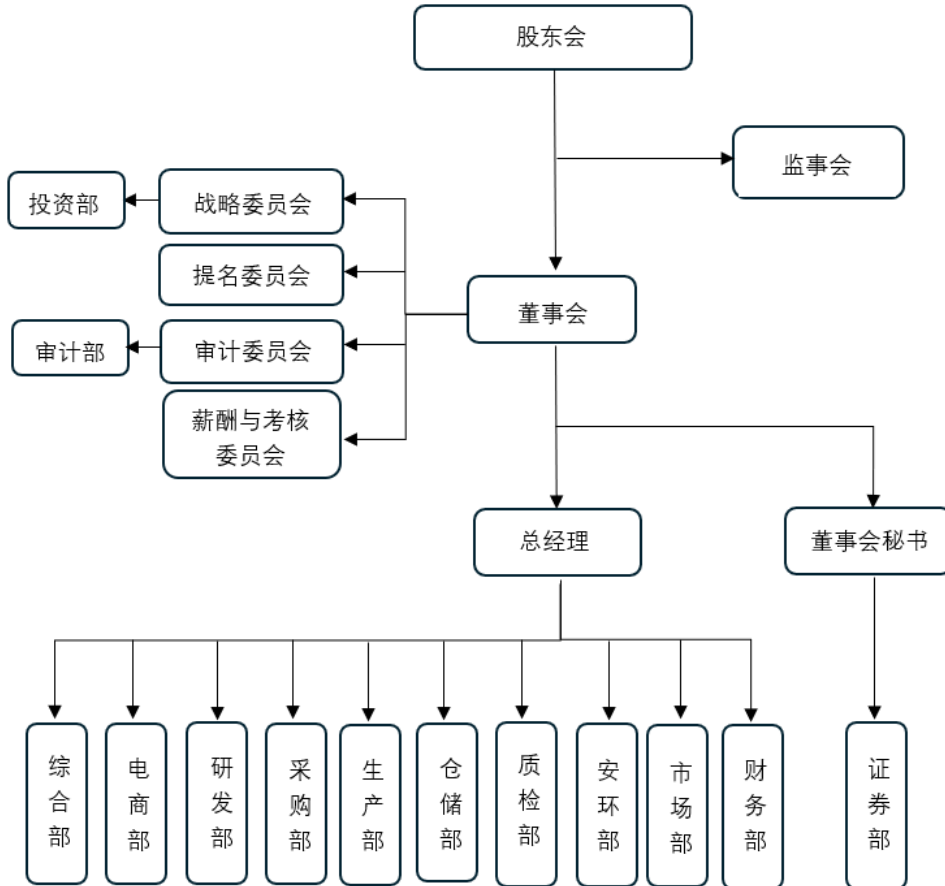 股东会
监事会
投资部
战略委员会
提名委员会
董事会
审计部
审计委员会
薪酬与考核
委员会
总经理
董事会秘书
综合部
电商部
研发部
采购部
生产部
仓储部
质检部
安环部
市场部
财务部
证券部